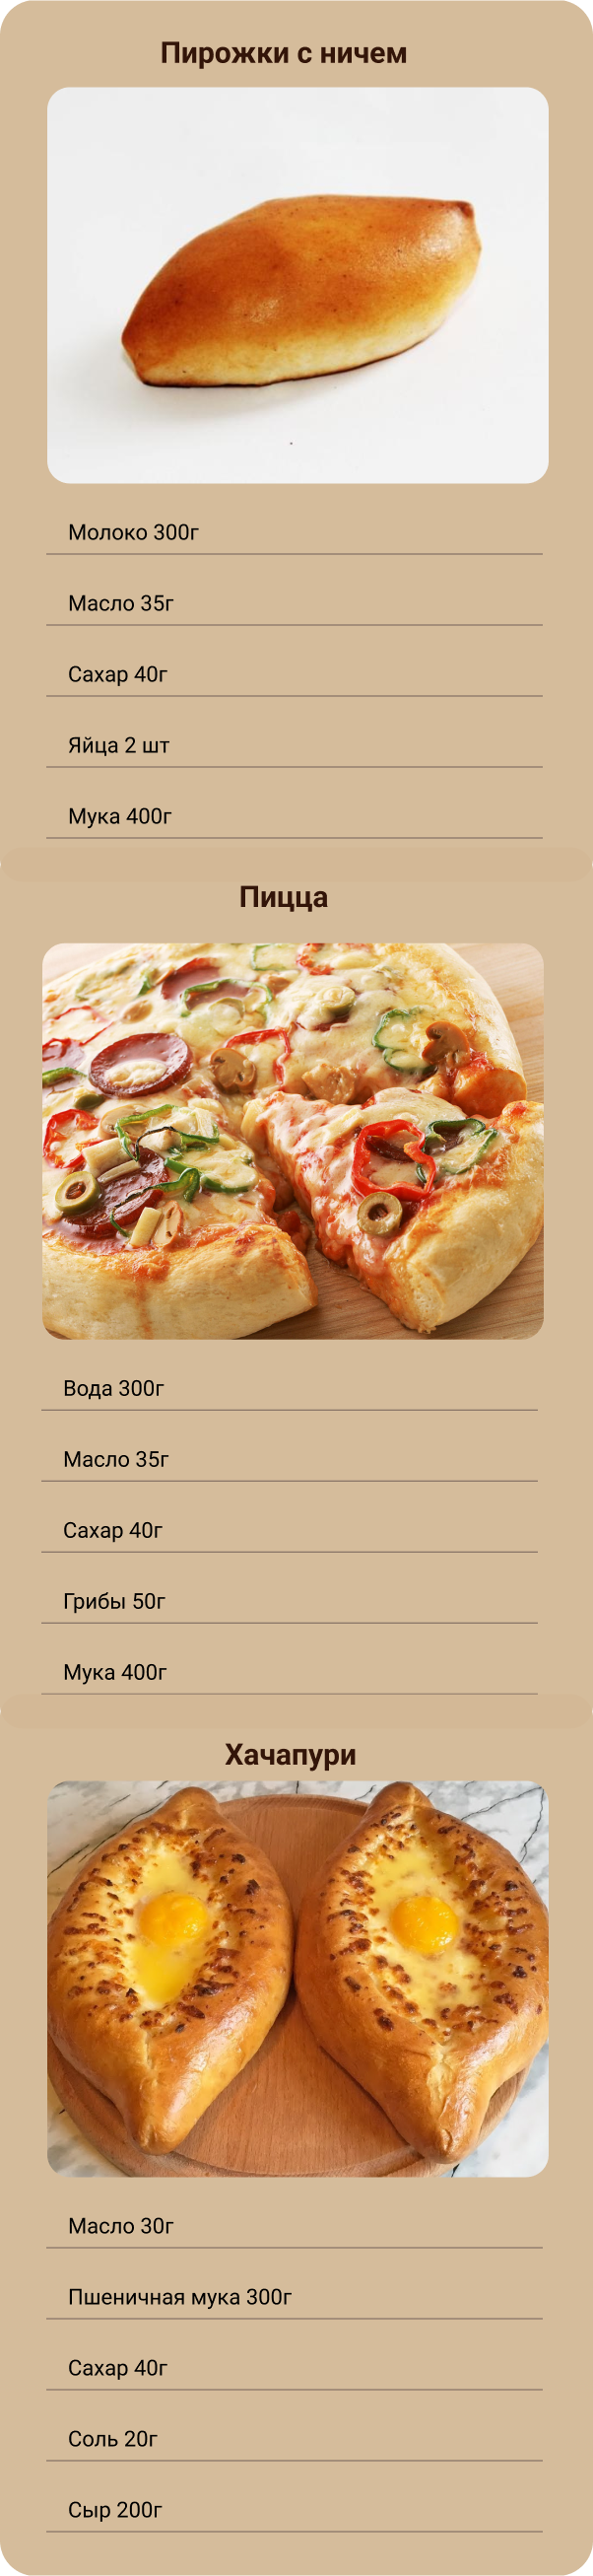 Пирожки с ничем
Молоко 300г
Масло 35г
Сахар 40г
Яйца 2 шт
Мука 400г
Пицца
Вода 300г
Масло 35г
Сахар 40г
Грибы 50г
Мука 400г
Хачапури
Масло 30г
Пшеничная мука 300г
Сахар 40г
Соль 20г
Сыр 200г